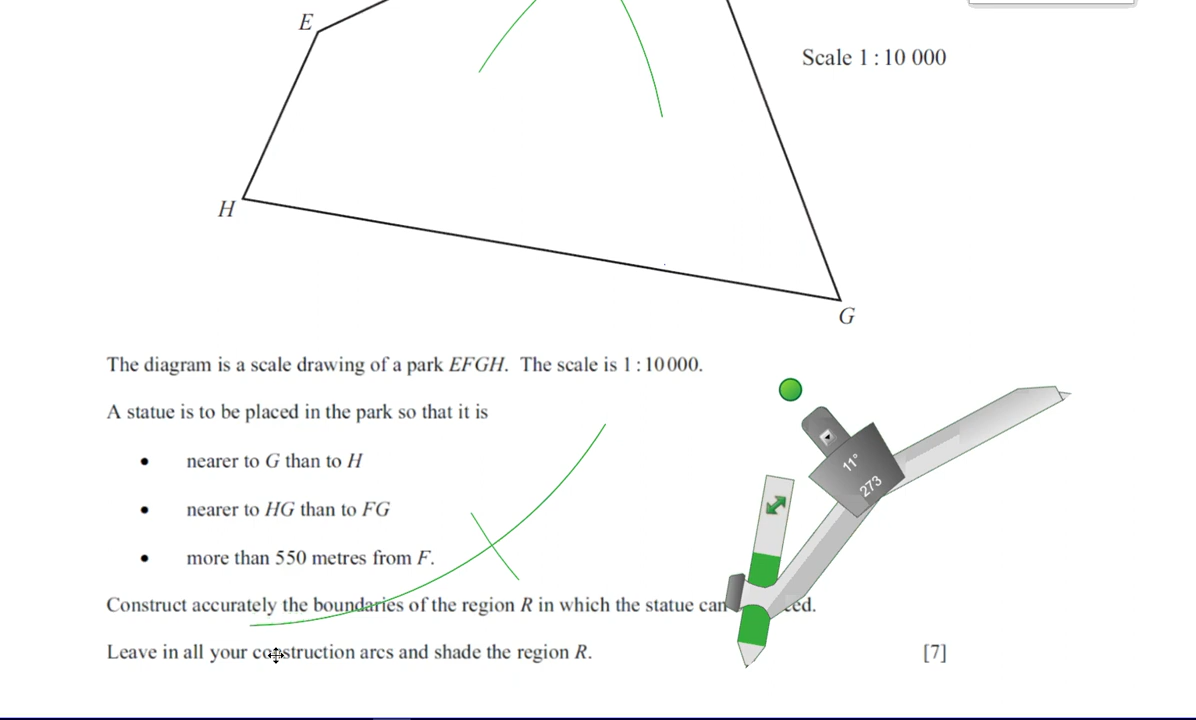 E
Scale 1 : 10 000
H
G
The diagram is a scale drawing of a park EFGH. The scale is 1 : 10 000.
A statue is to be placed in the park so that it is
• nearer to G than to H
• nearer to HG than to FG
• more than 550 metres from F.
11°
273
Construct accurately the boundaries of the region R in which the statue can ced.
Leave in all your construction arcs and shade the region R. [7]